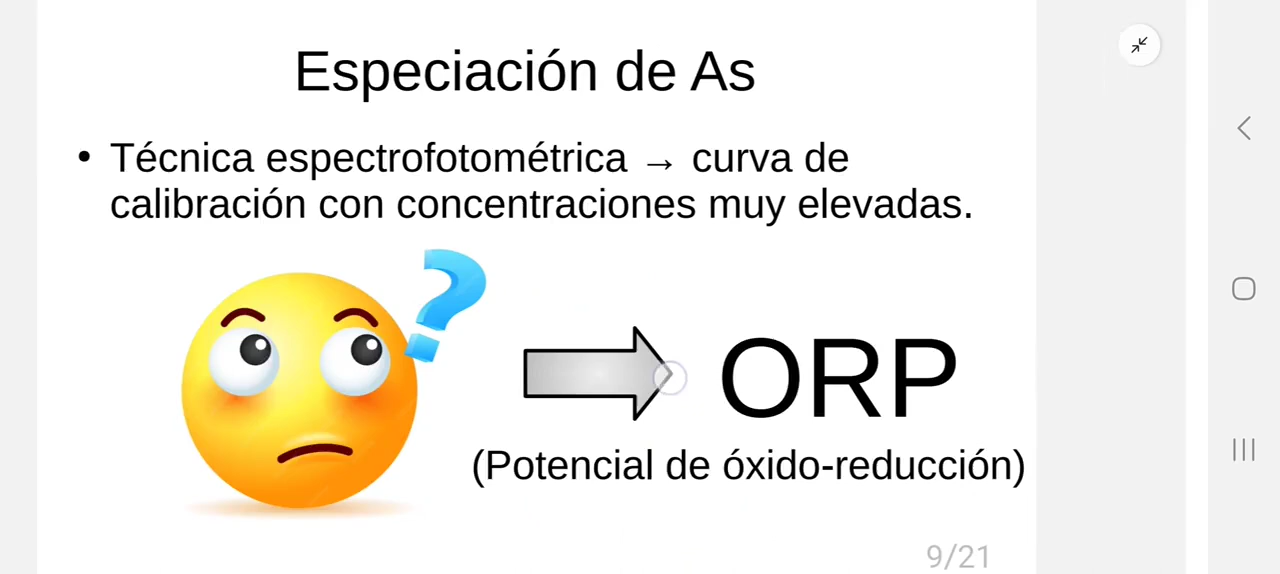 Especiación de As
• Técnica espectrofotométrica → curva de
calibración con concentraciones muy elevadas.
?
ORP
(Potencial de óxido-reducción)
9/21